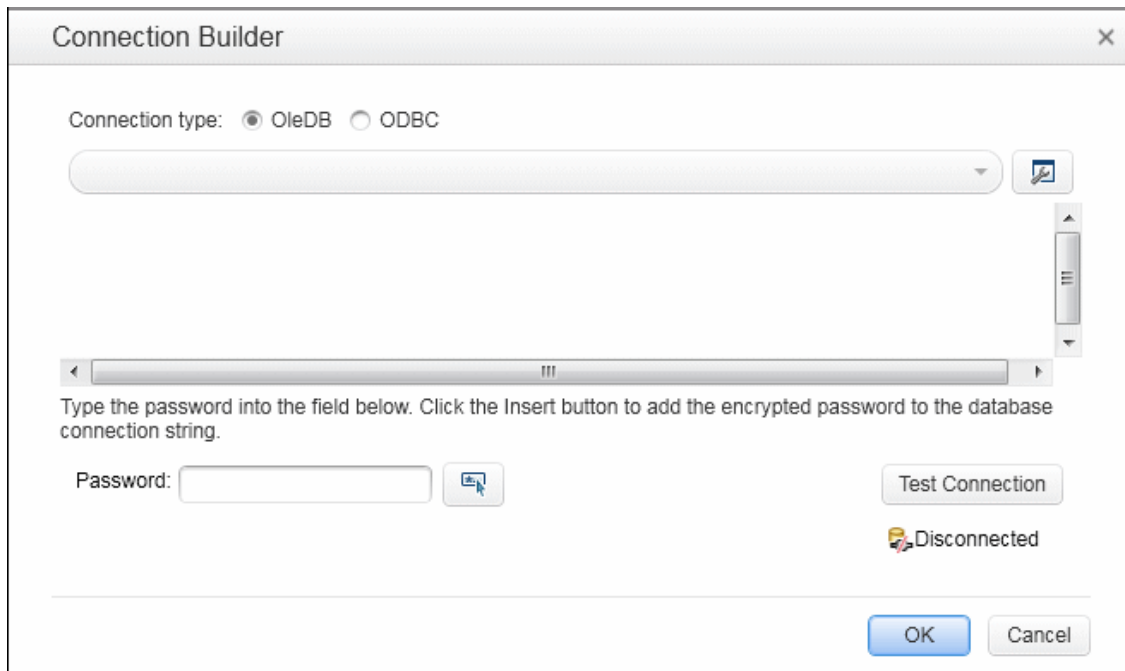 Connection Builder
Connection type: OleDB ODBC
Type the password into the field below. Click the Insert button to add the encrypted password to the database
connection string.
Password:
Test Connection
Disconnected
OK Cancel